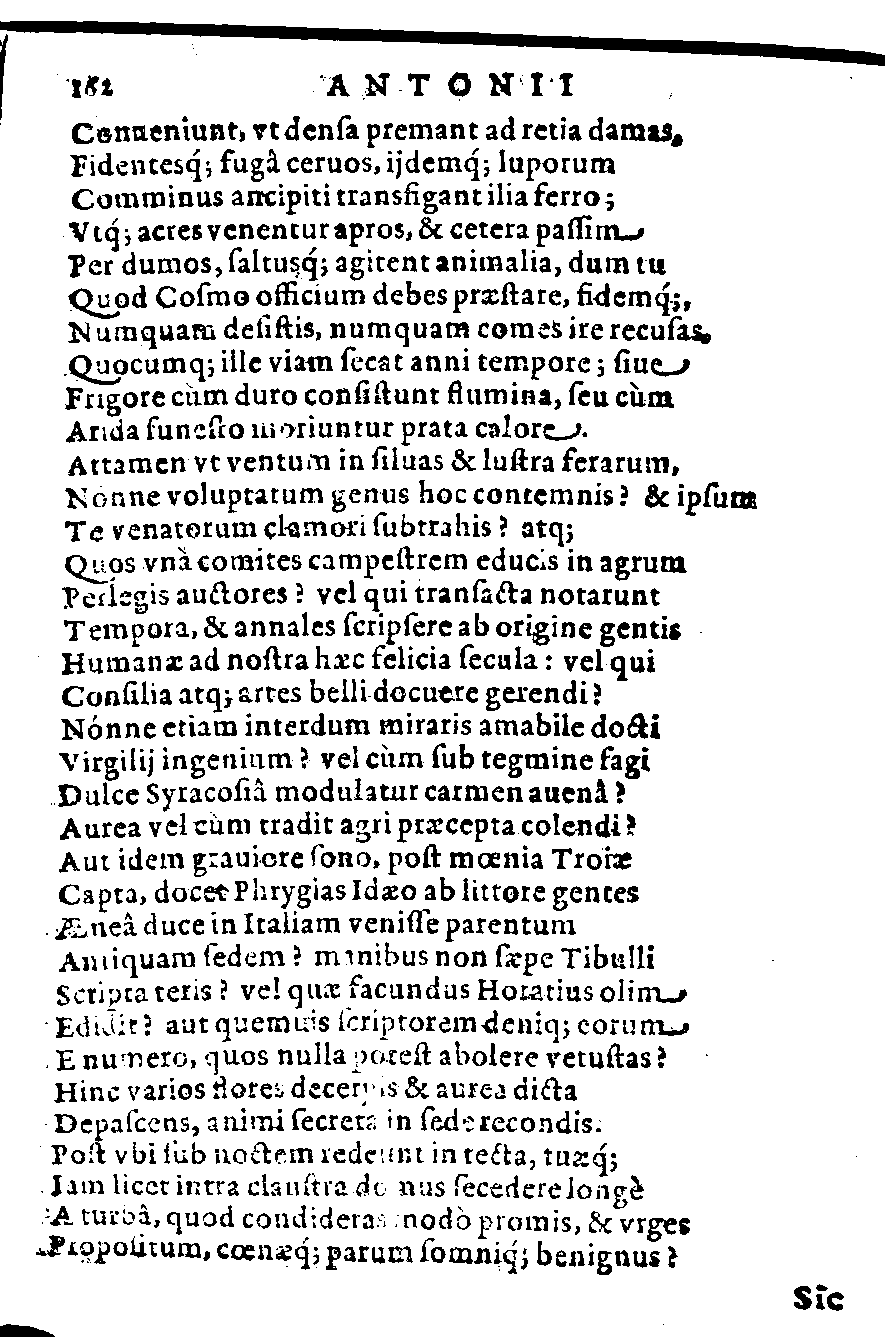 162 ANTONII
Conueniunt, vt denſa premant ad retia damas,
Fidentesq́; fugâ ceruos, ijdemq́; luporum
Comminus ancipiti transfigant ilia ferro;
Vtq́; acres venentur apros, & cetera paſſim
Per dumos, ſaltusq́; agitent animalia, dum tu
Quod Coſmo officium debes præſtare, fidemq́;,
Numquam deſiſtis, numquam comes ire recuſas,
Quocumq; ille viam ſecat anni tempore; ſiue
Frigore cùm duro conſiſtunt flumina, ſeu cùm
Arida funeſto moriuntur prata calore.
Attamen vt ventum in ſiluas & luſtra ferarum,
Nónne voluptatum genus hoc contemnis? & ipſum
Te venatorum clamori ſubtrahis? atq;
Quos vnà comites campeſtrem educis in agrum
Perlegis auctores? vel qui tranſacta notarunt
Tempora, & annales ſcripſere ab origine gentis
Humanæ ad noſtra hæc felicia ſecula: vel qui
Conſilia atq; artes belli docuere gerendi?
Nónne etiam interdum miraris amabile docti
Virgilij ingenium? vel cùm ſub tegmine fagi
Dulce Syracoſiâ modulatur carmen auenâ?
Aurea vel cùm tradit agri præcepta colendi?
Aut idem grauiore ſono, poſt mœnia Troiæ
Capta, docet Phrygias Idæo ab littore gentes
Æneâ duce in Italiam veniſſe parentum
Antiquam ſedem? manibus non ſæpe Tibulli
Scripta teris? vel quæ facundus Horatius olim
Edidit? aut quemuis ſcriptorem deniq; eorum
E numero, quos nulla poteſt abolere vetuſtas?
Hinc varios flores decerpis & aurea dicta
Depaſcens, animi ſecreta in ſede recondis.
Poſt vbi ſub noctem redeunt in tecta, tuæq́;
Jam licet intra clauſtra domus ſecedere longè
A turbâ, quod condideras modò promis, & vrges
Propoſitum, cœnæq́; parum ſomniq́; benignus?
Sic